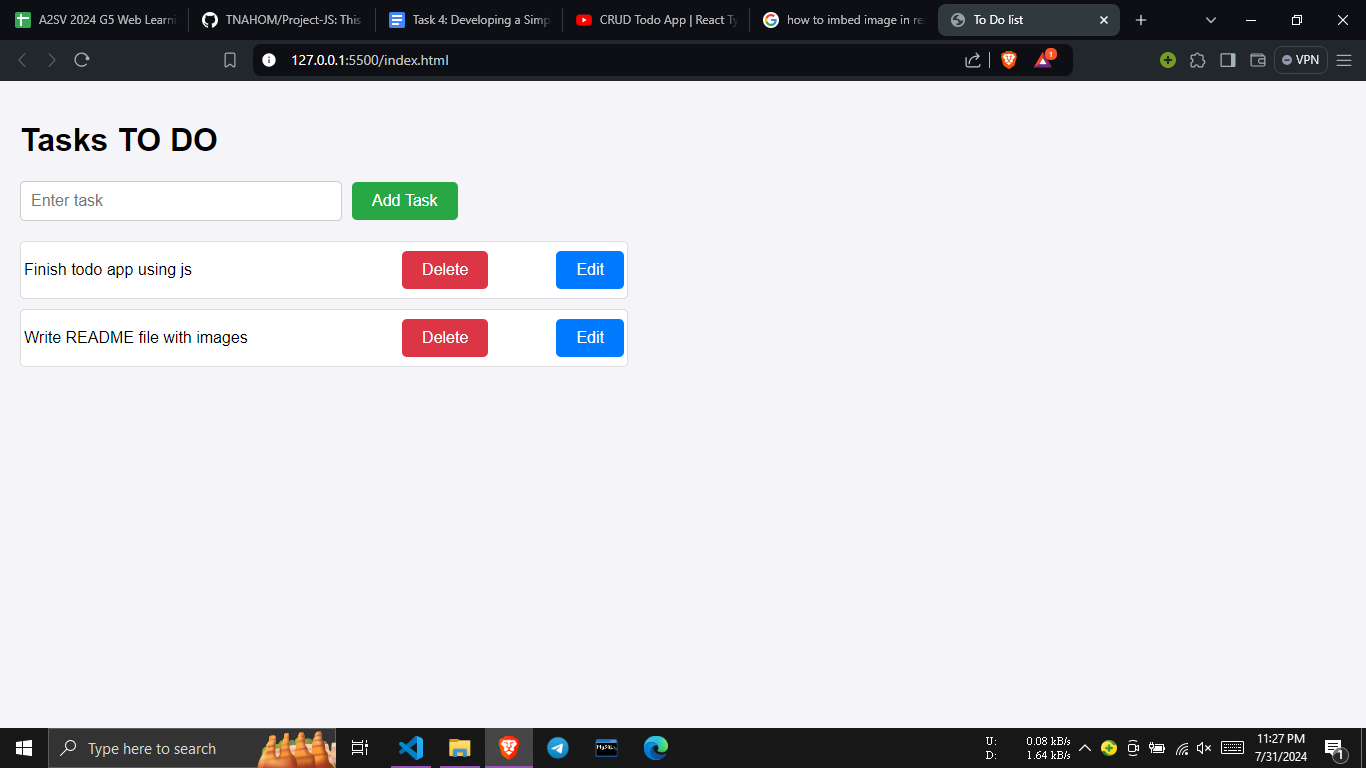 A2SV 2024 G5 Web Learni
TNAHOM/Project-JS: This
Task 4: Developing a Simp
CRUD Todo App | React Ty
how to imbed image in re
To Do list
127.0.0.1:5500/index.html
1
VPN
Tasks TO DO
Enter task
Add Task
Finish todo app using js
Delete
Edit
Write README file with images
Delete
Edit
Type here to search
MySQL
U: 0.08 kB/s
D: 1.64 kB/s
11:27 PM
7/31/2024
1